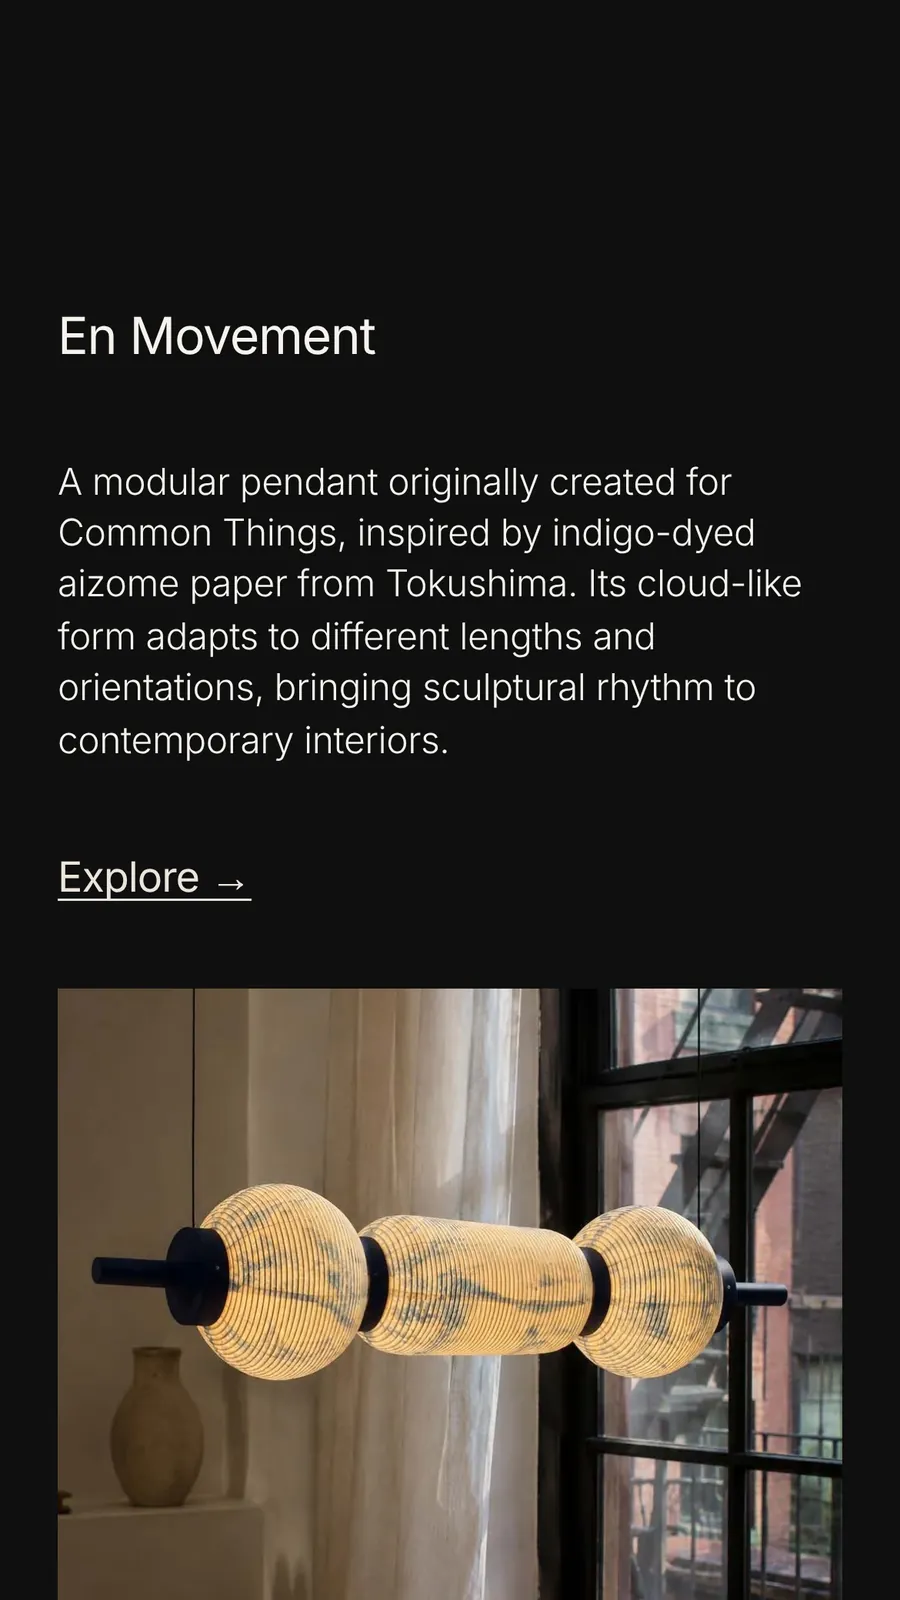 En Movement
A modular pendant originally created for
Common Things, inspired by indigo-dyed
aizome paper from Tokushima. Its cloud-like
form adapts to different lengths and
orientations, bringing sculptural rhythm to
contemporary interiors.
Explore →